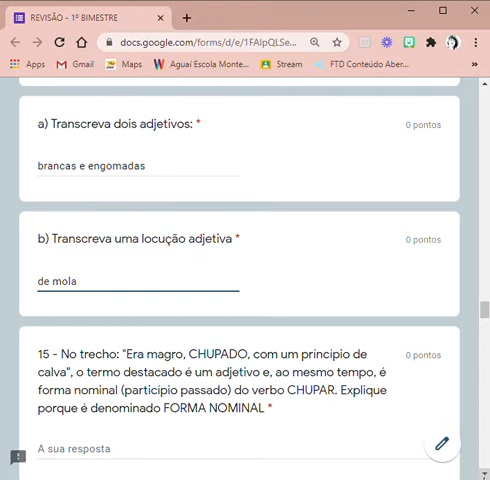 REVISÃO - 1º BIMESTRE
docs.google.com/forms/d/e/1FAIpQLSe...
Apps Gmail Maps Aguaí Escola Monte... Stream FTD Conteúdo Aber...
a) Transcreva dois adjetivos: *
0 pontos
brancas e engomadas
b) Transcreva uma locução adjetiva *
0 pontos
de mola
15 - No trecho: "Era magro, CHUPADO, com um principio de
0 pontos
calva", o termo destacado é um adjetivo e, ao mesmo tempo, é
forma nominal (particípio passado) do verbo CHUPAR. Explique
porque é denominado FORMA NOMINAL *
A sua resposta